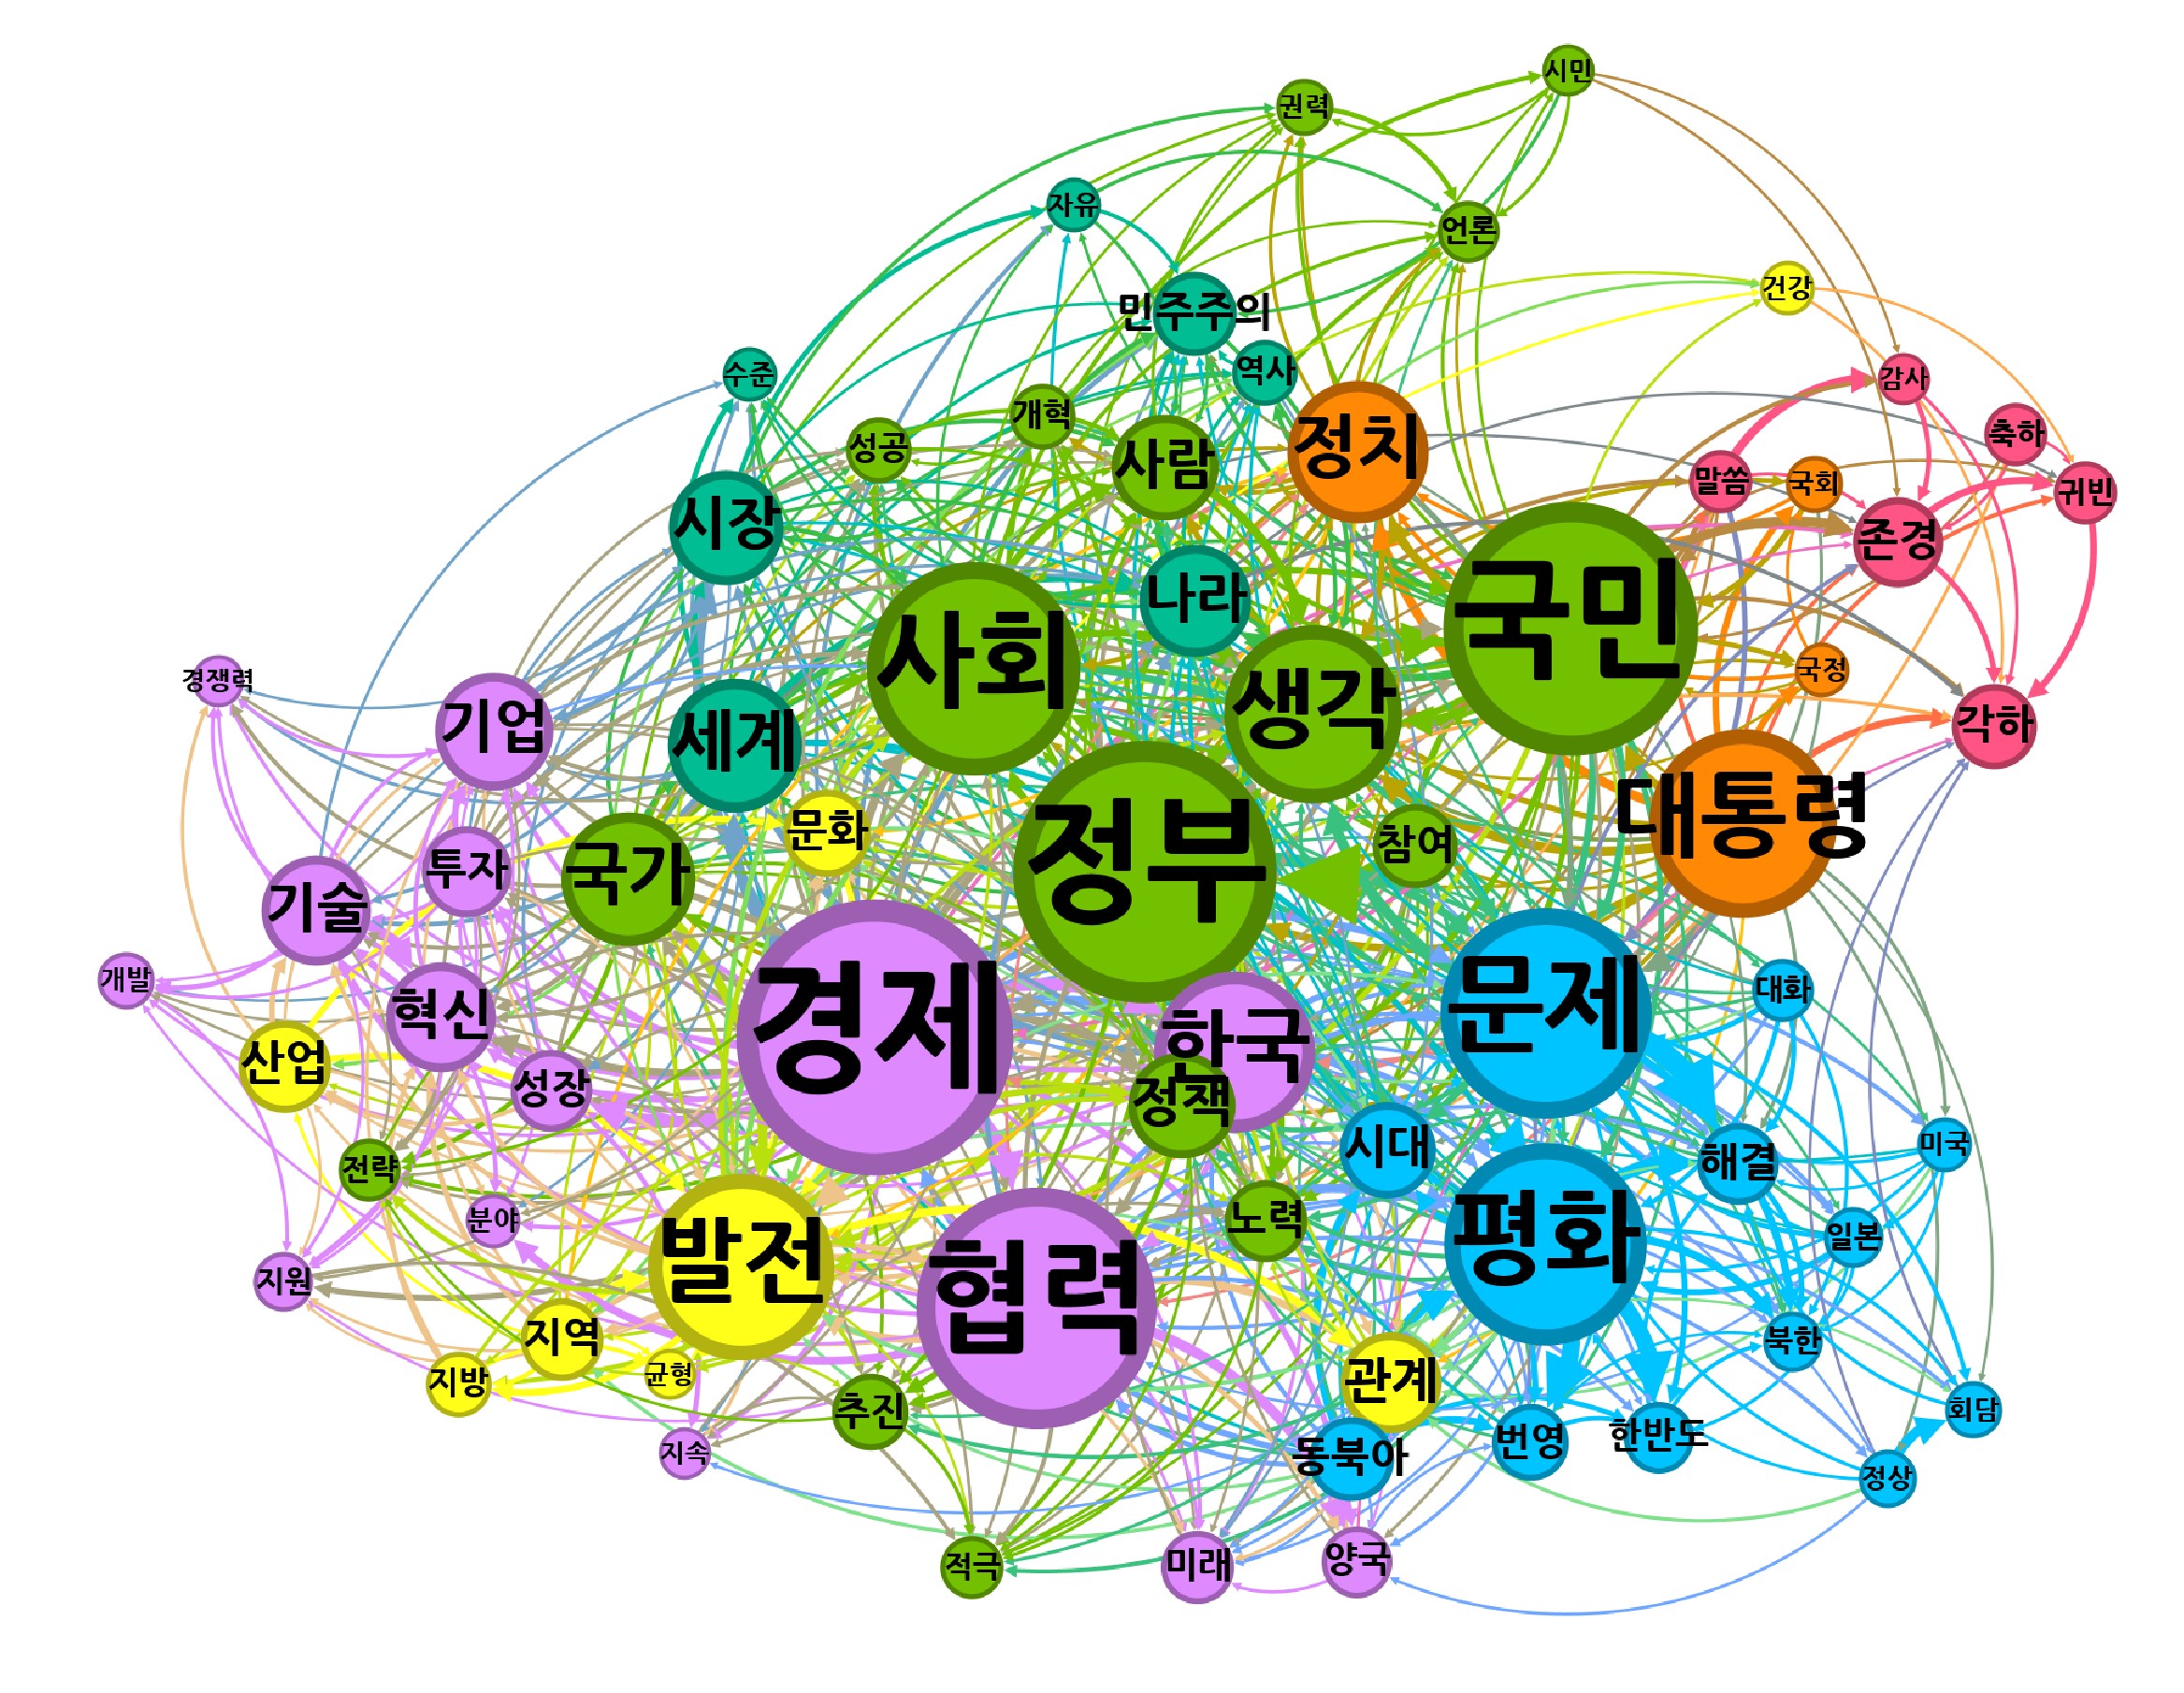 시민
권력
자유
언론
건강
민주주의
역사
수준
감사
개혁
성공
축하
정치
사람
말씀
국회
귀빈
시장
존경
나라
국민
사회
국정
경쟁력
생각
기업
각하
세계
대통령
문화
참여
투자
국가
정부
기술
개발
대화
문제
혁신
경제
한국
산업
성장
정책
시대
미국
해결
전략
분야
노력
일본
평화
발전
지원
협력
지역
북한
균형
지방
관계
추진
회담
한반도
번영
지속
동북아
정상
양국
미래
적극